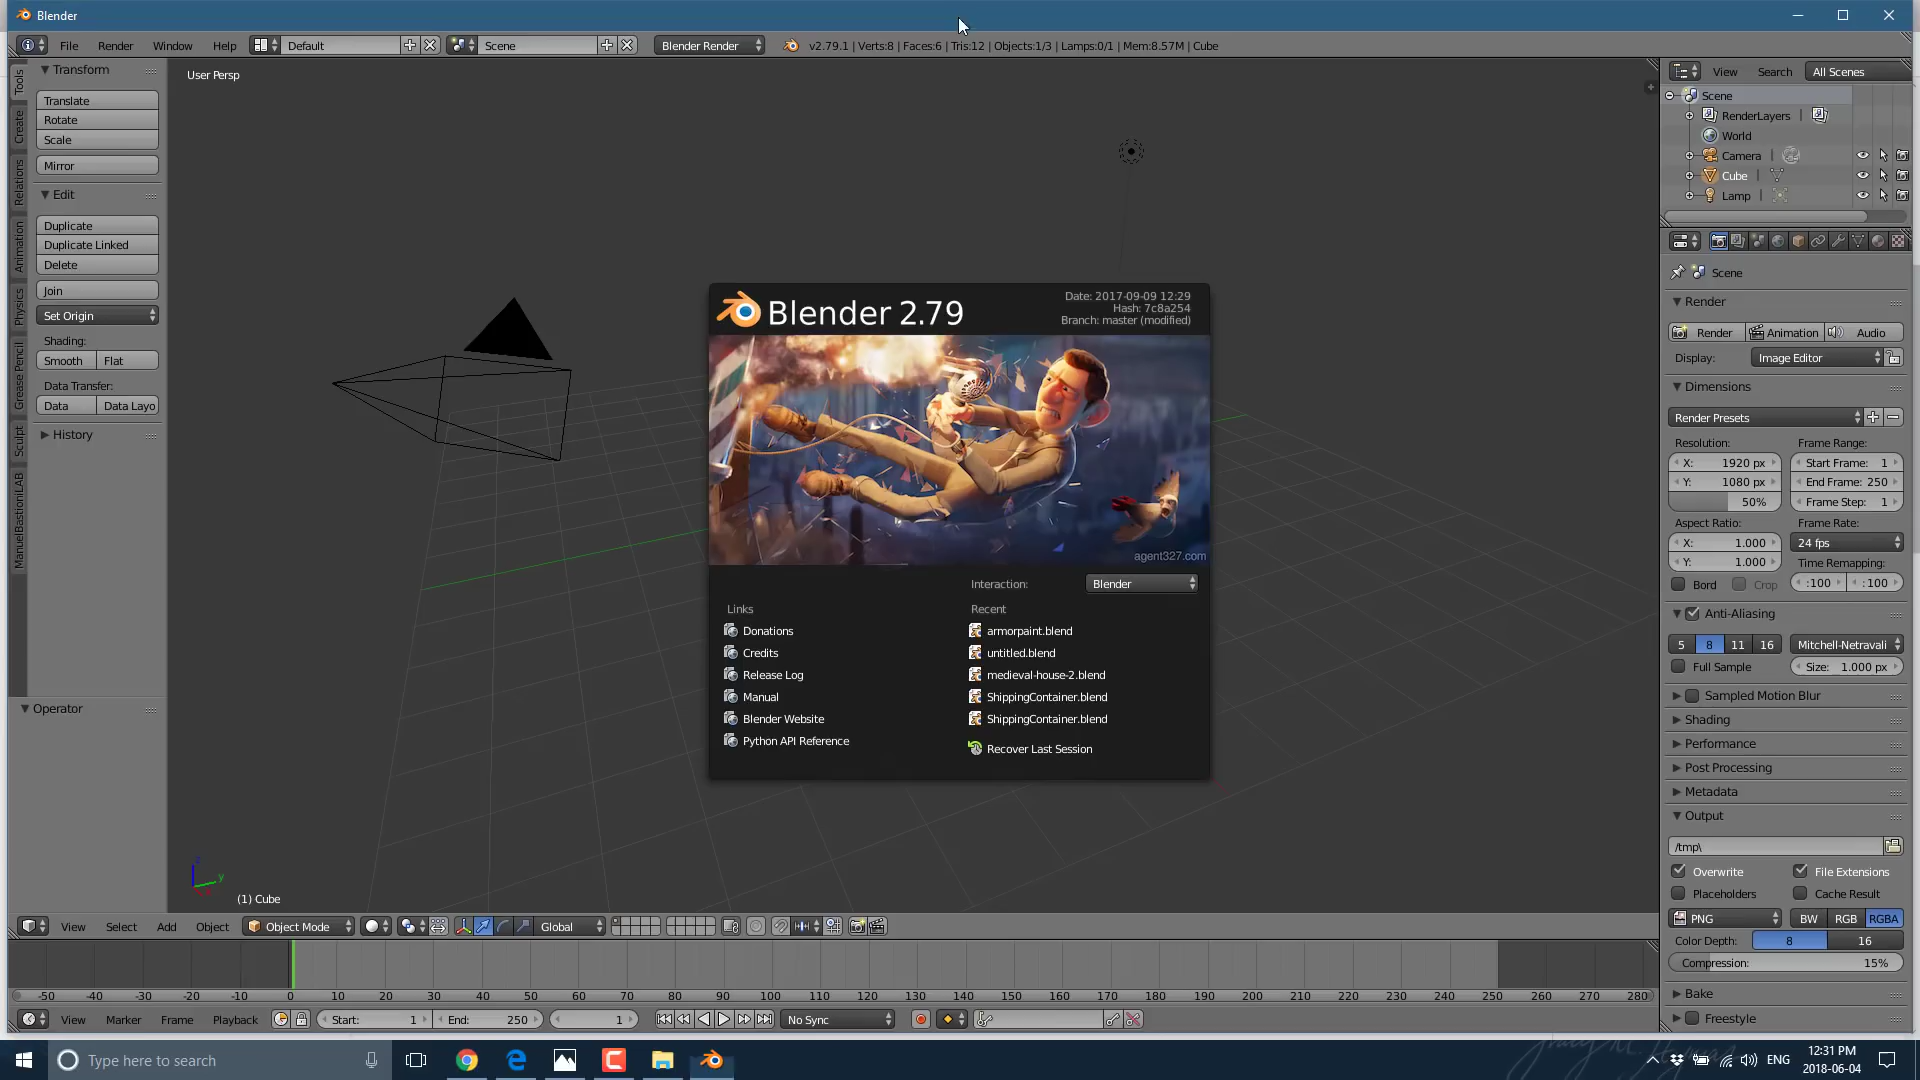 Blender
File Render Window Help Default Scene Blender Render v2.79.1 | Verts:8 | Faces:6 | Tris:12 | Objects:1/3 | Lamps:0/1 | Mem:8.57M | Cube
Tools
Create
Relations
Animation
Physics
Grease Pencil
Sculpt
ManuelBastioniLAB
Transform
Translate
Rotate
Scale
Mirror
Edit
Duplicate
Duplicate Linked
Delete
Join
Set Origin
Shading:
Smooth Flat
Data Transfer:
Data Data Layo
History
Operator
User Persp
Blender 2.79
Date: 2017-09-09 12:29
Hash: 7c8a254
Branch: master (modified)
agent327.com
Interaction: Blender
Links
Donations
Credits
Release Log
Manual
Blender Website
Python API Reference
Recent
armorpaint.blend
untitled.blend
medieval-house-2.blend
ShippingContainer.blend
ShippingContainer.blend
Recover Last Session
z
y
(1) Cube
View Search All Scenes
Scene
RenderLayers
World
Camera
Cube
Lamp
Scene
Render
Render Animation Audio
Display: Image Editor
Dimensions
Render Presets
Resolution: Frame Range:
X: 1920 px Start Frame: 1
Y: 1080 px End Frame: 250
50% Frame Step: 1
Aspect Ratio: Frame Rate:
X: 1.000 24 fps
Y: 1.000 Time Remapping:
Bord Crop :100 :100
Anti-Aliasing
5 8 11 16 Mitchell-Netravali
Full Sample Size: 1.000 px
Sampled Motion Blur
Shading
Performance
Post Processing
Metadata
Output
/tmp\
Overwrite File Extensions
Placeholders Cache Result
PNG BW RGB RGBA
Color Depth: 8 16
Compression: 15%
Bake
Freestyle
View Select Add Object Object Mode Global
-50 -40 -30 -20 -10 0 10 20 30 40 50 60 70 80 90 100 110 120 130 140 150 160 170 180 190 200 210 220 230 240 250 260 270 280
View Marker Frame Playback Start: 1 End: 250 1 No Sync
Type here to search
ENG
12:31 PM
2018-06-04